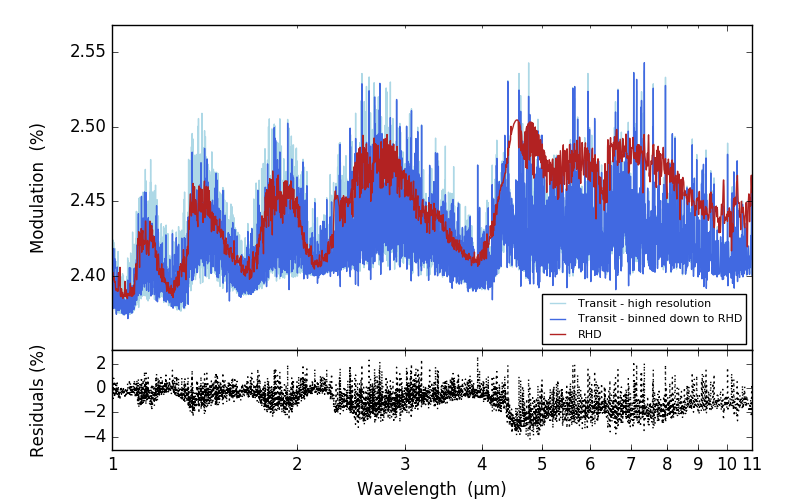 2.55
2.50
2.45
2.40
Modulation (%)
Transit - high resolution
Transit - binned down to RHD
RHD
2
0
−2
−4
Residuals (%)
1 2 3 4 5 6 7 8 9 10 11
Wavelength (μm)